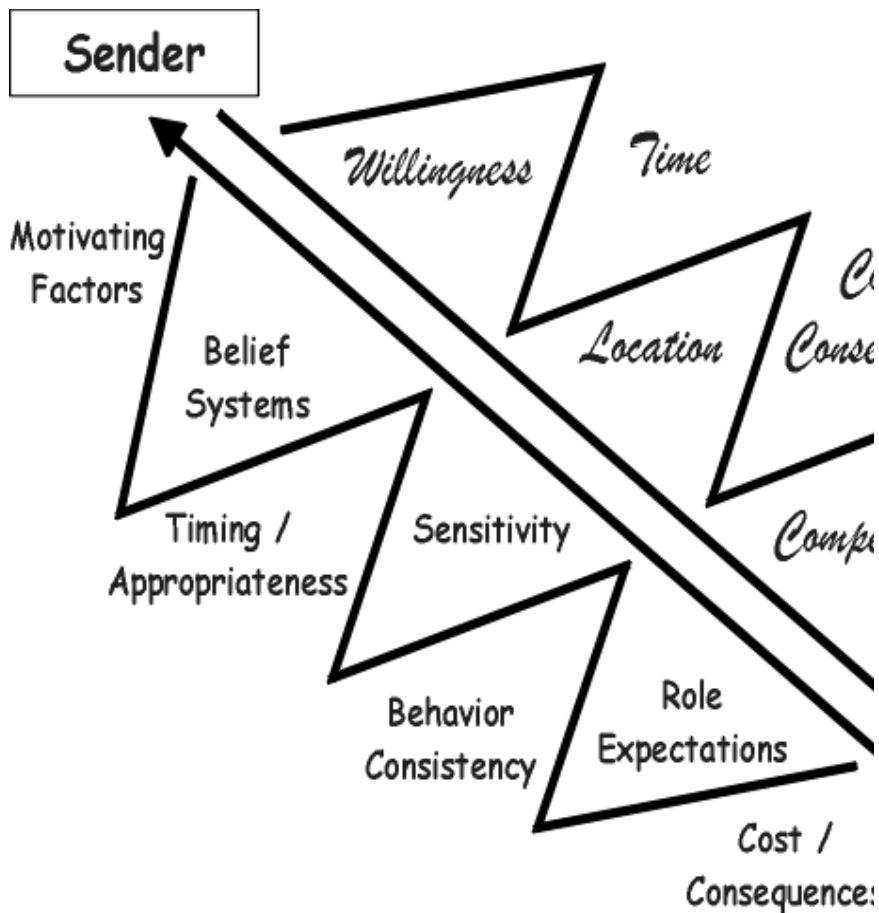 Sender
Willingness
Time
Motivating
Factors
Location
Belief
Systems
Timing /
Appropriateness
Sensitivity
Behavior
Consistency
Role
Expectations
Cost /
Consequences